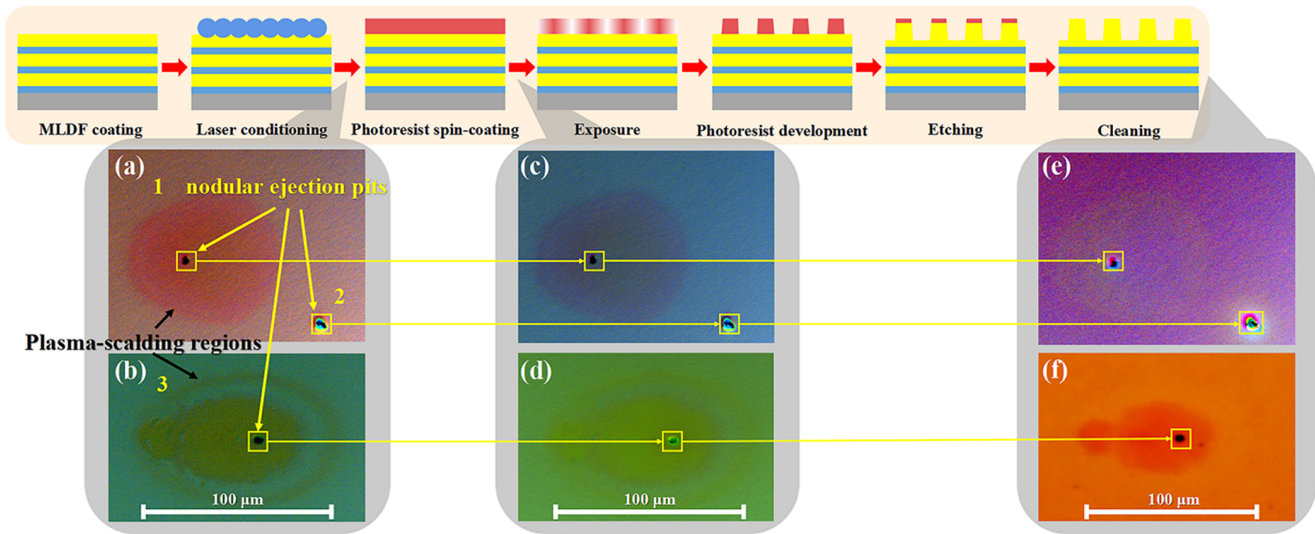 MLDF coating
Laser conditioning
Photoresist spin-coating
Exposure
Photoresist development
Etching
Cleaning
(a)
1 nodular ejection pits
2
Plasma-scalding regions
(b)
3
100 μm
(c)
(d)
100 μm
(e)
(f)
100 μm